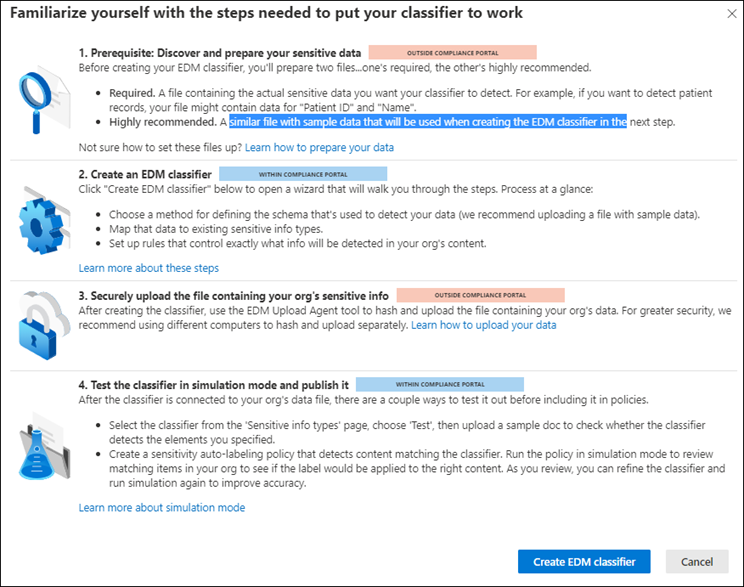 Familiarize yourself with the steps needed to put your classifier to work
1. Prerequisite: Discover and prepare your sensitive data OUTSIDE COMPLIANCE PORTAL
Before creating your EDM classifier, you'll prepare two files...one's required, the other's highly recommended.
• Required. A file containing the actual sensitive data you want your classifier to detect. For example, if you want to detect patient
records, your file might contain data for "Patient ID" and "Name".
• Highly recommended. A similar file with sample data that will be used when creating the EDM classifier in the next step.
Not sure how to set these files up? Learn how to prepare your data
2. Create an EDM classifier WITHIN COMPLIANCE PORTAL
Click "Create EDM classifier" below to open a wizard that will walk you through the steps. Process at a glance:
• Choose a method for defining the schema that's used to detect your data (we recommend uploading a file with sample data).
• Map that data to existing sensitive info types.
• Set up rules that control exactly what info will be detected in your org's content.
Learn more about these steps
3. Securely upload the file containing your org's sensitive info OUTSIDE COMPLIANCE PORTAL
After creating the classifier, use the EDM Upload Agent tool to hash and upload the file containing your org's data. For greater security, we
recommend using different computers to hash and upload separately. Learn how to upload your data
4. Test the classifier in simulation mode and publish it WITHIN COMPLIANCE PORTAL
After the classifier is connected to your org's data file, there are a couple ways to test it out before including it in policies.
• Select the classifier from the 'Sensitive info types' page, choose 'Test', then upload a sample doc to check whether the classifier
detects the elements you specified.
• Create a sensitivity auto-labeling policy that detects content matching the classifier. Run the policy in simulation mode to review
matching items in your org to see if the label would be applied to the right content. As you review, you can refine the classifier and
run simulation again to improve accuracy.
Learn more about simulation mode
Create EDM classifier Cancel